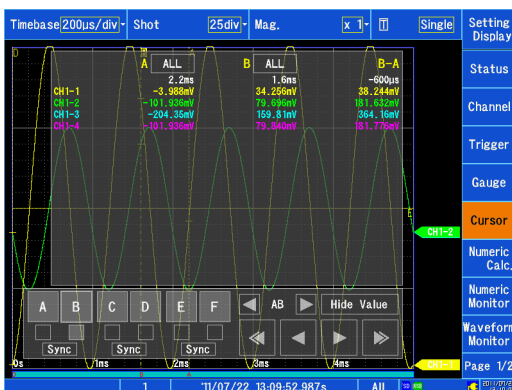 Timebase 200µs/div Shot 25div Mag. x 1 Single
Setting Display
Status
Channel
Trigger
Gauge
Cursor
Numeric Calc.
Numeric Monitor
Waveform Monitor
Page 1/2
A ALL B ALL B-A
2.2ms 1.6ms -600µs
CH1-1 -3.988mV 34.256mV 38.244mV
CH1-2 -101.936mV 79.696mV 181.632mV
CH1-3 -204.35mV 159.81mV 364.16mV
CH1-4 -101.936mV 79.840mV 181.776mV
CH1-2
A B C D E F AB Hide Value
Sync Sync Sync
0s 1ms 2ms 3ms 4ms CH1-1
1 '11/07/22 13:09:52.987s All